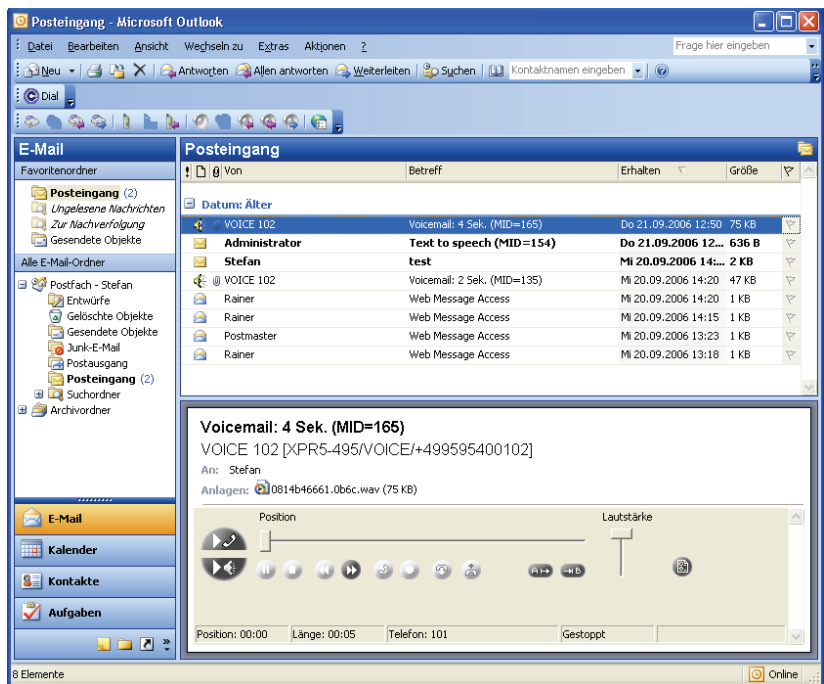 Posteingang - Microsoft Outlook
Datei Bearbeiten Ansicht Wechseln zu Extras Aktionen ? Frage hier eingeben
Neu Antworten Allen antworten Weiterleiten Suchen Kontaktnamen eingeben
Dial
E-Mail
Favoritenordner
Posteingang (2)
Ungelesene Nachrichten
Zur Nachverfolgung
Gesendete Objekte
Alle E-Mail-Ordner
Postfach - Stefan
Entwürfe
Gelöschte Objekte
Gesendete Objekte
Junk-E-Mail
Postausgang
Posteingang (2)
Suchordner
Archivordner
E-Mail
Kalender
Kontakte
Aufgaben
Posteingang
! Von Betreff Erhalten Größe
Datum: Älter
VOICE 102 Voicemail: 4 Sek. (MID=165) Do 21.09.2006 12:50 75 KB
Administrator Text to speech (MID=154) Do 21.09.2006 12... 636 B
Stefan test Mi 20.09.2006 14:... 2 KB
VOICE 102 Voicemail: 2 Sek. (MID=135) Mi 20.09.2006 14:20 47 KB
Rainer Web Message Access Mi 20.09.2006 14:20 1 KB
Rainer Web Message Access Mi 20.09.2006 14:15 1 KB
Postmaster Web Message Access Mi 20.09.2006 13:23 1 KB
Rainer Web Message Access Mi 20.09.2006 13:18 1 KB
Voicemail: 4 Sek. (MID=165)
VOICE 102 [XPR5-495/VOICE/+499595400102]
An: Stefan
Anlagen: 0814b46661.0b6c.wav (75 KB)
Position Lautstärke
A B
Position: 00:00 Länge: 00:05 Telefon: 101 Gestoppt
8 Elemente Online